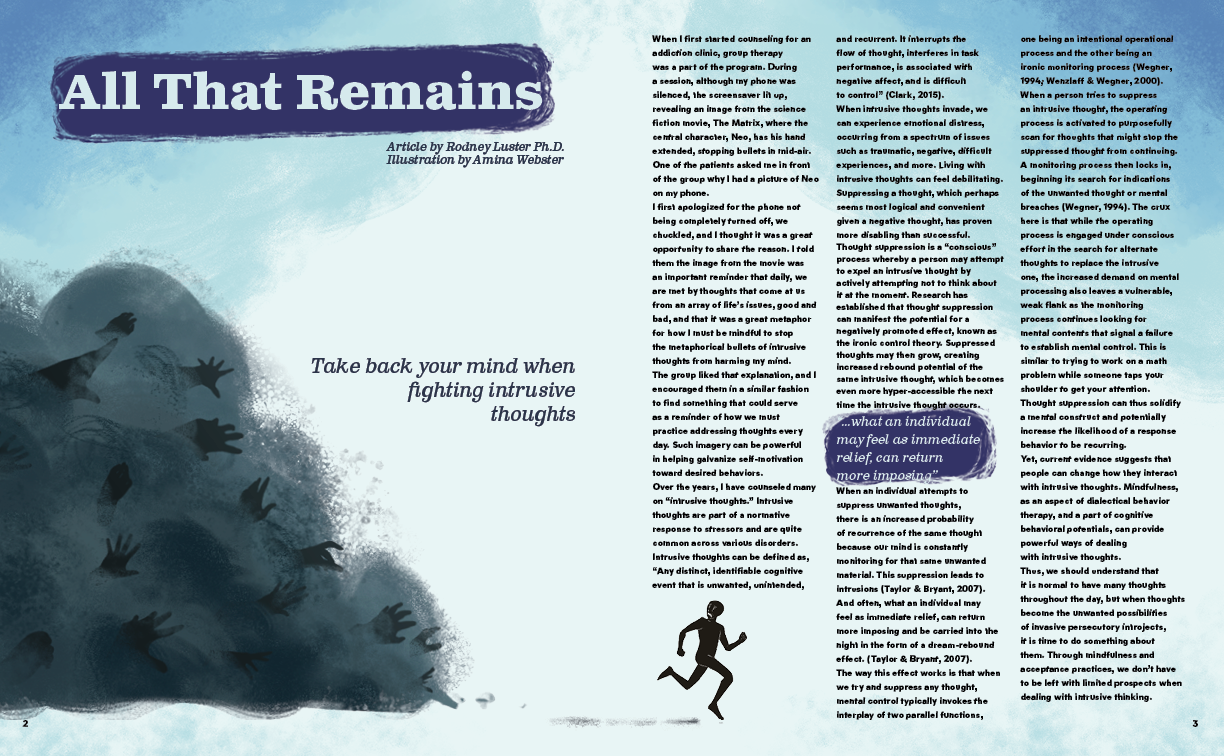 All That Remains
Article by Rodney Luster Ph.D.
Illustration by Amina Webster
Take back your mind when
fighting intrusive
thoughts
2
When I first started counseling for an
addiction clinic, group therapy
was a part of the program. During
a session, although my phone was
silenced, the screensaver lit up,
revealing an image from the science
fiction movie, The Matrix, where the
central character, Neo, has his hand
extended, stopping bullets in mid-air.
One of the patients asked me in front
of the group why I had a picture of Neo
on my phone.
I first apologized for the phone not
being completely turned off, we
chuckled, and I thought it was a great
opportunity to share the reason. I told
them the image from the movie was
an important reminder that daily, we
are met by thoughts that come at us
from an array of life's issues, good and
bad, and that it was a great metaphor
for how I must be mindful to stop
the metaphorical bullets of intrusive
thoughts from harming my mind.
The group liked that explanation, and I
encouraged them in a similar fashion
to find something that could serve
as a reminder of how we must
practice addressing thoughts every
day. Such imagery can be powerful
in helping galvanize self-motivation
toward desired behaviors.
Over the years, I have counseled many
on "intrusive thoughts." Intrusive
thoughts are part of a normative
response to stressors and are quite
common across various disorders.
Intrusive thoughts can be defined as,
"Any distinct, identifiable cognitive
event that is unwanted, unintended,
and recurrent. It interrupts the
flow of thought, interferes in task
performance, is associated with
negative affect, and is difficult
to control" (Clark, 2015).
When intrusive thoughts invade, we
can experience emotional distress,
occurring from a spectrum of issues
such as traumatic, negative, difficult
experiences, and more. Living with
intrusive thoughts can feel debilitating.
Suppressing a thought, which perhaps
seems most logical and convenient
given a negative thought, has proven
more disabling than successful.
Thought suppression is a "conscious"
process whereby a person may attempt
to expel an intrusive thought by
actively attempting not to think about
it at the moment. Research has
established that thought suppression
can manifest the potential for a
negatively promoted effect, known as
the ironic control theory. Suppressed
thoughts may then grow, creating
increased rebound potential of the
same intrusive thought, which becomes
even more hyper-accessible the next
time the intrusive thought occurs.
"...what an individual
may feel as immediate
relief, can return
more imposing"
When an individual attempts to
suppress unwanted thoughts,
there is an increased probability
of recurrence of the same thought
because our mind is constantly
monitoring for that same unwanted
material. This suppression leads to
intrusions (Taylor & Bryant, 2007).
And often, what an individual may
feel as immediate relief, can return
more imposing and be carried into the
night in the form of a dream-rebound
effect. (Taylor & Bryant, 2007).
The way this effect works is that when
we try and suppress any thought,
mental control typically invokes the
interplay of two parallel functions,
one being an intentional operational
process and the other being an
ironic monitoring process (Wegner,
1994; Wenzlaff & Wegner, 2000).
When a person tries to suppress
an intrusive thought, the operating
process is activated to purposefully
scan for thoughts that might stop the
suppressed thought from continuing.
A monitoring process then locks in,
beginning its search for indications
of the unwanted thought or mental
breaches (Wegner, 1994). The crux
here is that while the operating
process is engaged under conscious
effort in the search for alternate
thoughts to replace the intrusive
one, the increased demand on mental
processing also leaves a vulnerable,
weak flank as the monitoring
process continues looking for
mental contents that signal a failure
to establish mental control. This is
similar to trying to work on a math
problem while someone taps your
shoulder to get your attention.
Thought suppression can thus solidify
a mental construct and potentially
increase the likelihood of a response
behavior to be recurring.
Yet, current evidence suggests that
people can change how they interact
with intrusive thoughts. Mindfulness,
as an aspect of dialectical behavior
therapy, and a part of cognitive
behavioral potentials, can provide
powerful ways of dealing
with intrusive thoughts.
Thus, we should understand that
it is normal to have many thoughts
throughout the day, but when thoughts
become the unwanted possibilities
of invasive persecutory introjects,
it is time to do something about
them. Through mindfulness and
acceptance practices, we don't have
to be left with limited prospects when
dealing with intrusive thinking.
3